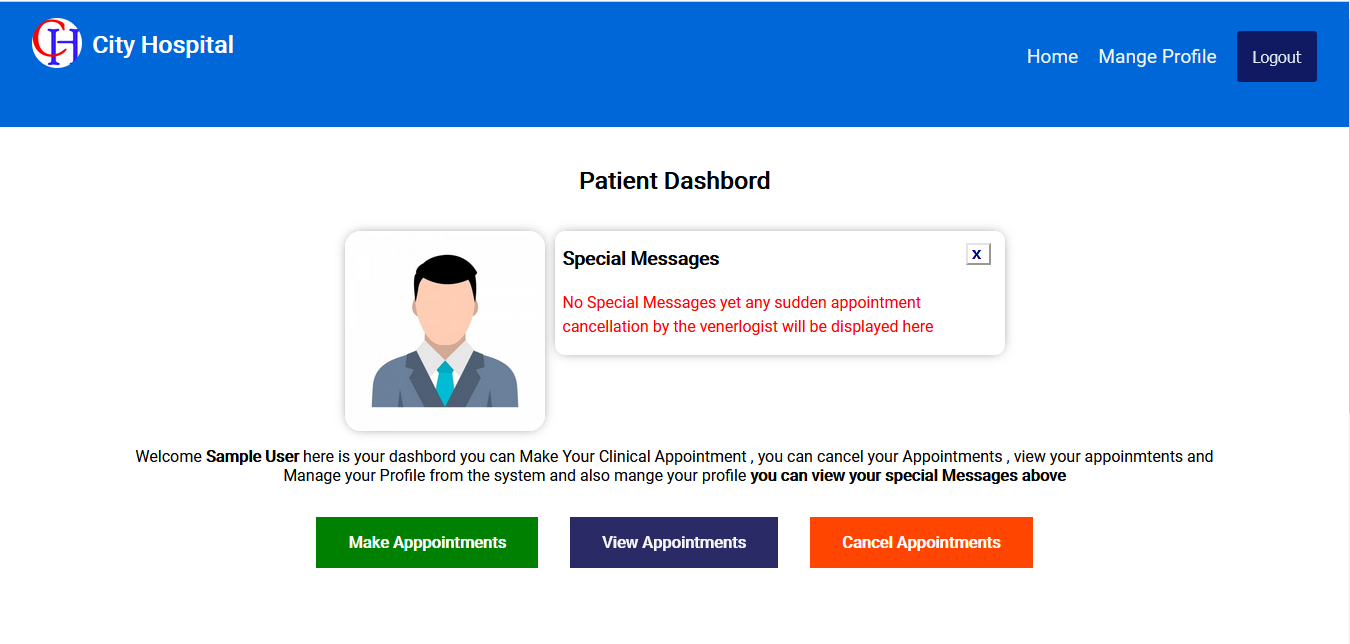 CH City Hospital
Home Mange Profile Logout
Patient Dashbord
Special Messages x
No Special Messages yet any sudden appointment
cancellation by the venerlogist will be displayed here
Welcome Sample User here is your dashbord you can Make Your Clinical Appointment , you can cancel your Appointments , view your appoinmtents and
Manage your Profile from the system and also mange your profile you can view your special Messages above
Make Apppointments View Appointments Cancel Appointments